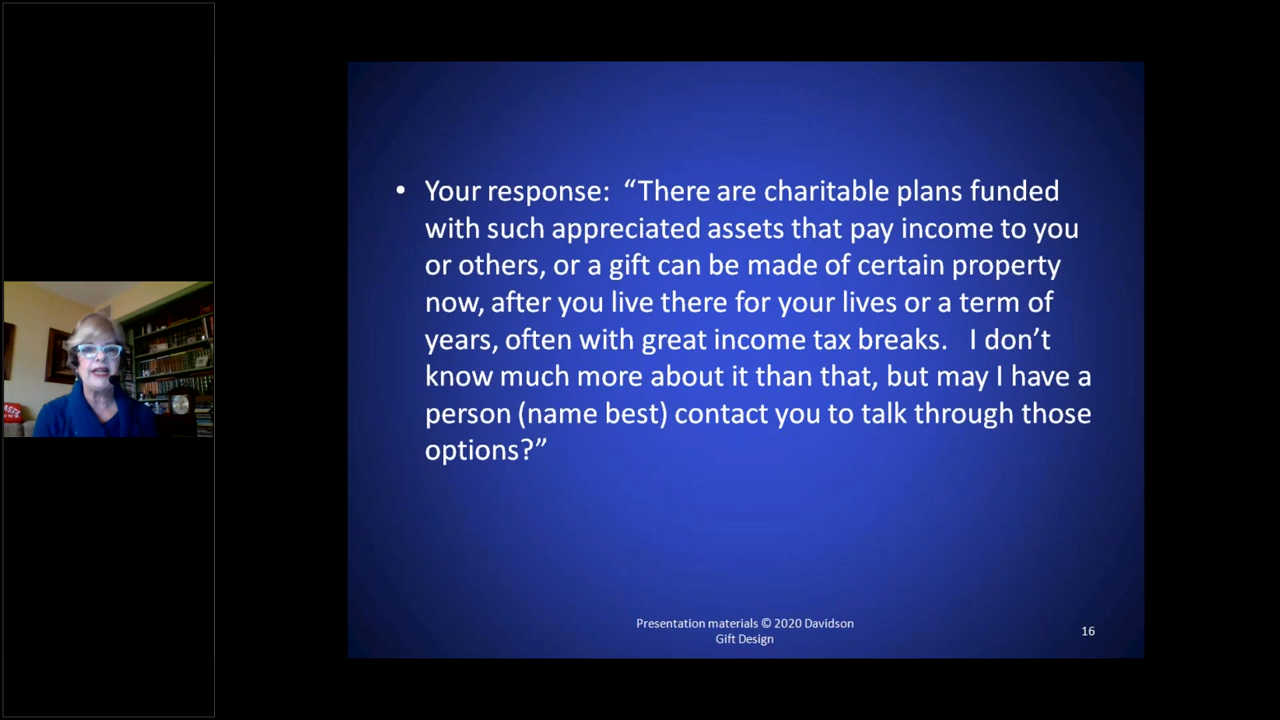 • Your response:  “There are charitable plans funded
with such appreciated assets that pay income to you
or others, or a gift can be made of certain property
now, after you live there for your lives or a term of
years, often with great income tax breaks.   I don’t
know much more about it than that, but may I have a
person (name best) contact you to talk through those
options?”
Presentation materials © 2020 Davidson
Gift Design
16